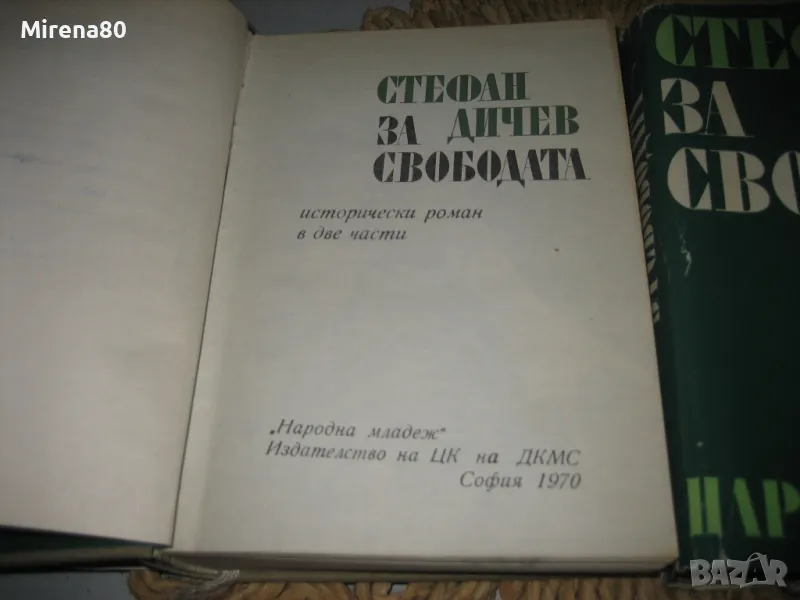 Mirena80
СТЕФАН
ЗА ДИЧЕВ
СВОБОДАТА
исторически роман
в две части
„Народна младеж“
Издателство на ЦК на ДКМС
София 1970
СТЕФ
ЗА
СВО
НАР
BAZAR